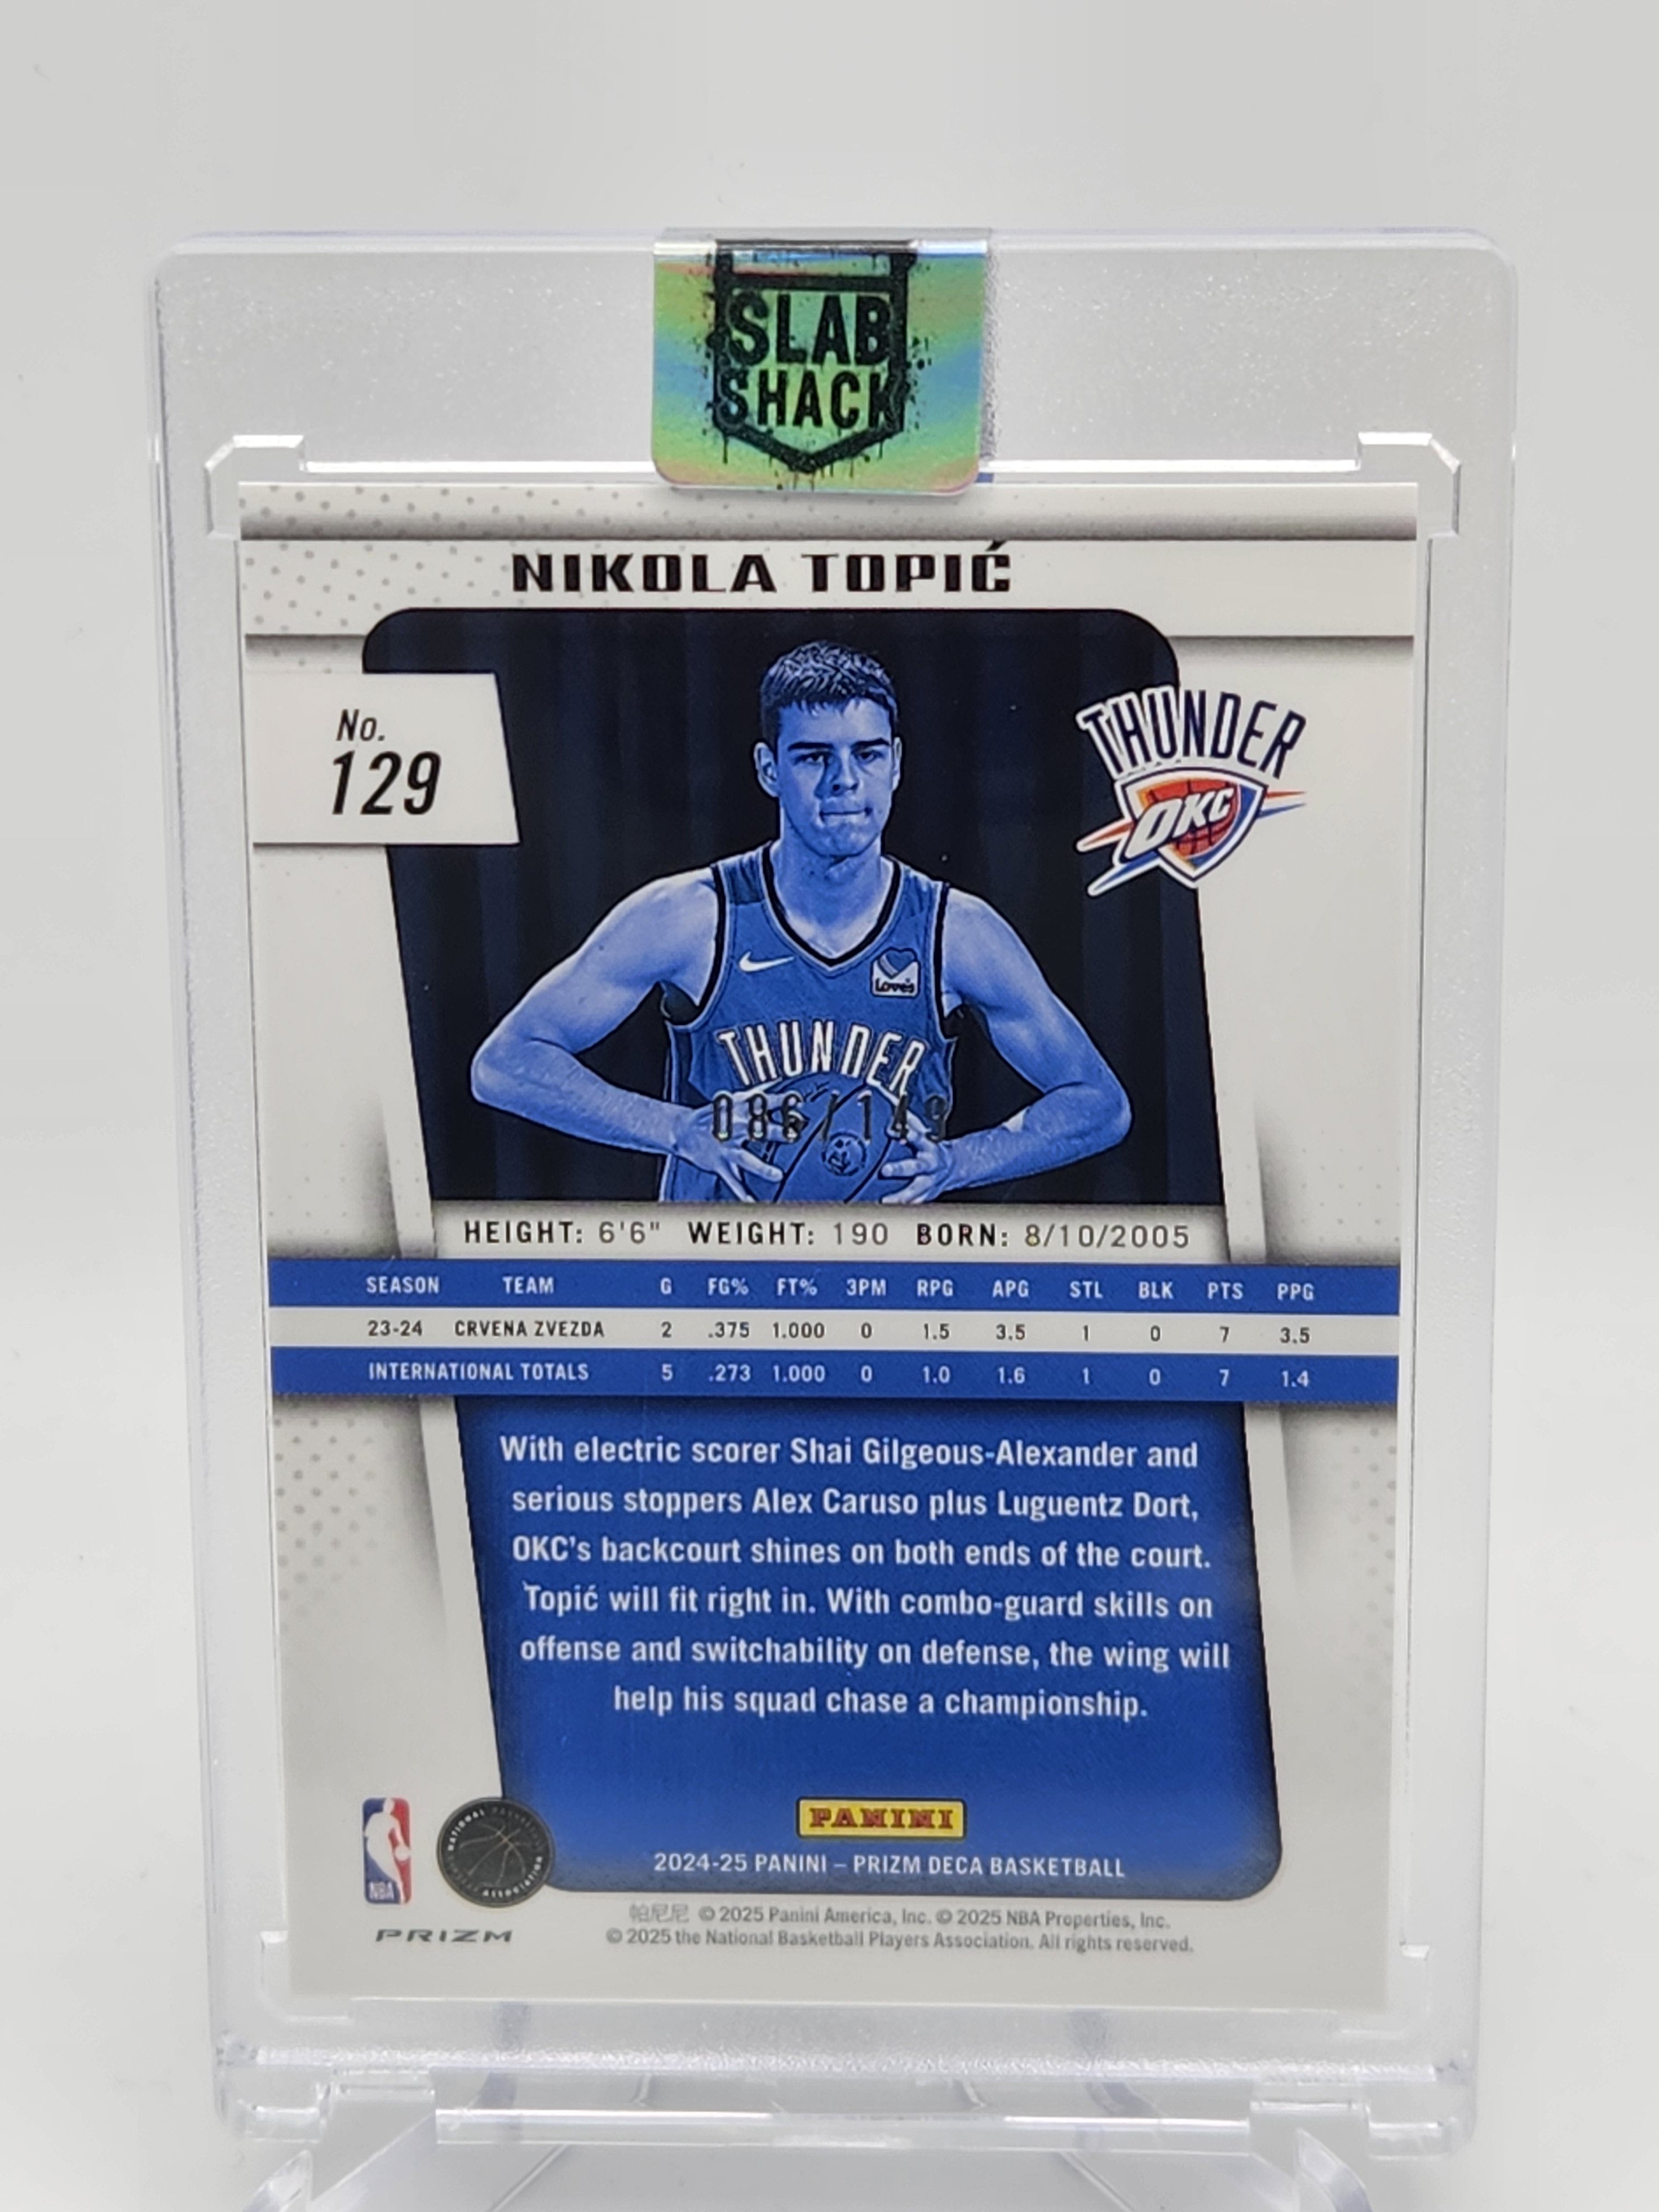 SLAB
SHACK
NIKOLA TOPIĆ
No.
129
THUNDER
OKC
Love's
THUNDER
086/149
HEIGHT: 6'6" WEIGHT: 190 BORN: 8/10/2005
SEASON TEAM G FG% FT% 3PM RPG APG STL BLK PTS PPG
23-24 CRVENA ZVEZDA 2 .375 1.000 0 1.5 3.5 1 0 7 3.5
INTERNATIONAL TOTALS 5 .273 1.000 0 1.0 1.6 1 0 7 1.4
With electric scorer Shai Gilgeous-Alexander and
serious stoppers Alex Caruso plus Luguentz Dort,
OKC's backcourt shines on both ends of the court.
Topić will fit right in. With combo-guard skills on
offense and switchability on defense, the wing will
help his squad chase a championship.
PANINI
2024-25 PANINI – PRIZM DECA BASKETBALL
NBA
NATIONAL BASKETBALL PLAYERS ASSOCIATION
PRIZM
帕尼尼 © 2025 Panini America, Inc. © 2025 NBA Properties, Inc.
© 2025 the National Basketball Players Association. All rights reserved.